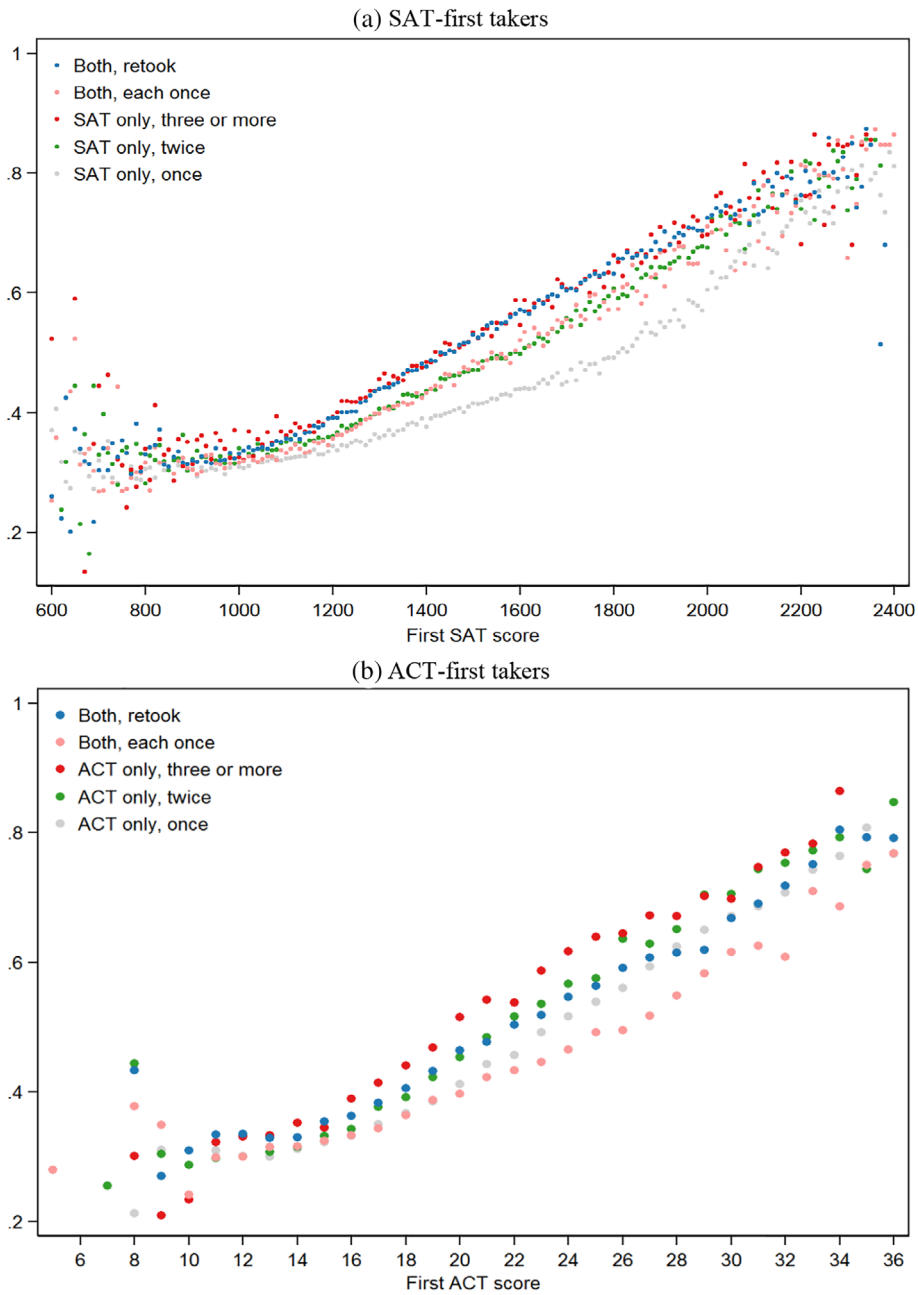 (a) SAT-first takers
1
.8
.6
.4
.2
Both, retook
Both, each once
SAT only, three or more
SAT only, twice
SAT only, once
600 800 1000 1200 1400 1600 1800 2000 2200 2400
First SAT score
(b) ACT-first takers
1
.8
.6
.4
.2
Both, retook
Both, each once
ACT only, three or more
ACT only, twice
ACT only, once
6 8 10 12 14 16 18 20 22 24 26 28 30 32 34 36
First ACT score